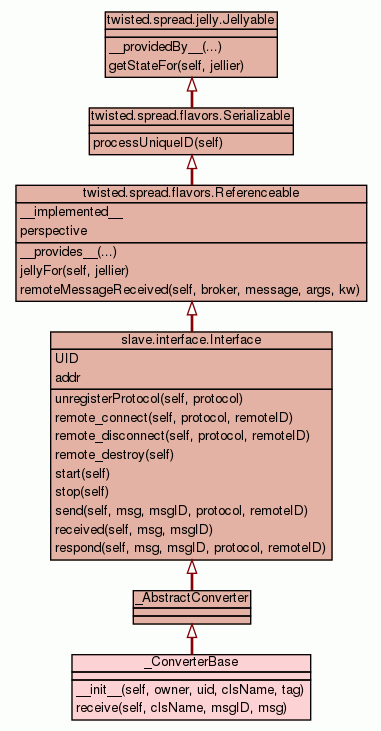 twisted.spread.jelly.Jellyable
__providedBy__(...)
getStateFor(self, jellier)
twisted.spread.flavors.Serializable
processUniqueID(self)
twisted.spread.flavors.Referenceable
__implemented__
perspective
__provides__(...)
jellyFor(self, jellier)
remoteMessageReceived(self, broker, message, args, kw)
slave.interface.Interface
UID
addr
unregisterProtocol(self, protocol)
remote_connect(self, protocol, remoteID)
remote_disconnect(self, protocol, remoteID)
remote_destroy(self)
start(self)
stop(self)
send(self, msg, msgID, protocol, remoteID)
received(self, msg, msgID)
respond(self, msg, msgID, protocol, remoteID)
_AbstractConverter
_ConverterBase
__init__(self, owner, uid, clsName, tag)
receive(self, clsName, msgID, msg)